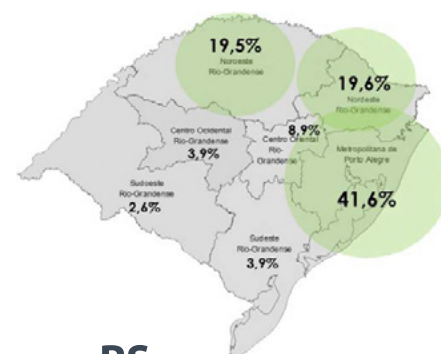 19,5%
Noroeste
Rio-Grandense
19,6%
Nordeste
Rio-Grandense
Centro Ocidental
Rio-Grandense
3,9%
8,9%
Centro Oriental
Rio-
Grandense
Metropolitana de
Porto Alegre
41,6%
Sudoeste
Rio-Grandense
2,6%
Sudeste
Rio-Grandense
3,9%